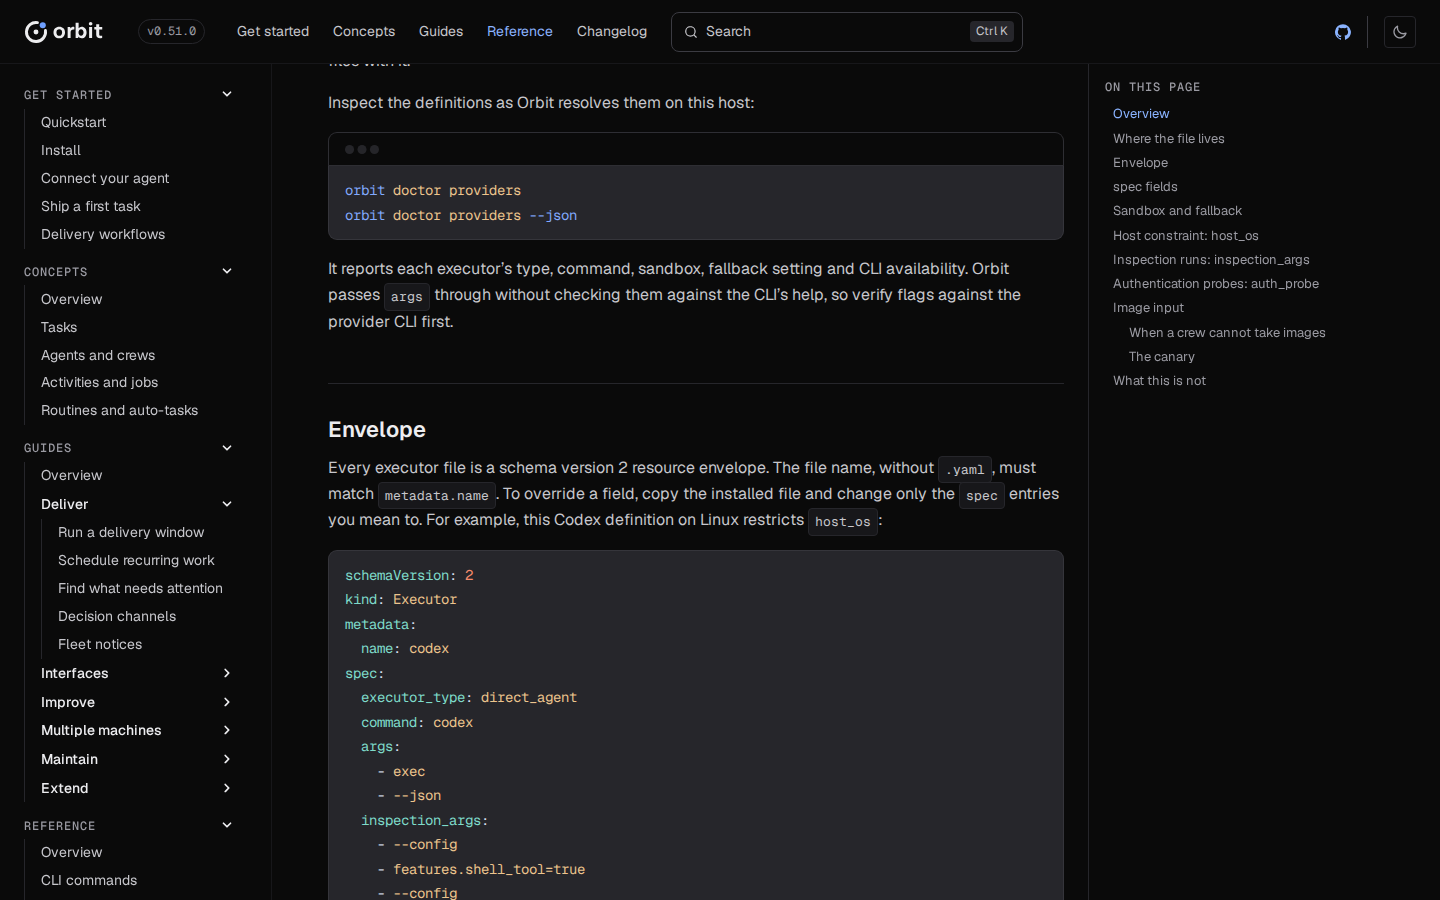 orbit
v0.51.0
Get started
Concepts
Guides
Reference
Changelog
Search
Ctrl K
GET STARTED
Quickstart
Install
Connect your agent
Ship a first task
Delivery workflows
CONCEPTS
Overview
Tasks
Agents and crews
Activities and jobs
Routines and auto-tasks
GUIDES
Overview
Deliver
Run a delivery window
Schedule recurring work
Find what needs attention
Decision channels
Fleet notices
Interfaces
Improve
Multiple machines
Maintain
Extend
REFERENCE
Overview
CLI commands
Inspect the definitions as Orbit resolves them on this host:
orbit doctor providers
orbit doctor providers --json
It reports each executor’s type, command, sandbox, fallback setting and CLI availability. Orbit
passes args through without checking them against the CLI’s help, so verify flags against the
provider CLI first.
Envelope
Every executor file is a schema version 2 resource envelope. The file name, without .yaml, must
match metadata.name. To override a field, copy the installed file and change only the spec entries
you mean to. For example, this Codex definition on Linux restricts host_os:
schemaVersion: 2
kind: Executor
metadata:
  name: codex
spec:
  executor_type: direct_agent
  command: codex
  args:
    - exec
    - --json
  inspection_args:
    - --config
    - features.shell_tool=true
    - --config
ON THIS PAGE
Overview
Where the file lives
Envelope
spec fields
Sandbox and fallback
Host constraint: host_os
Inspection runs: inspection_args
Authentication probes: auth_probe
Image input
When a crew cannot take images
The canary
What this is not